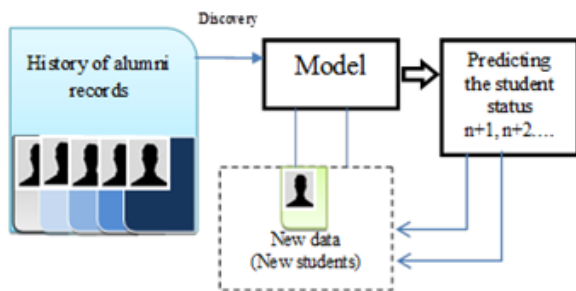 Discovery
History of alumni
records
Model
Predicting
the student
status
n+1, n+2....
New data
(New students)